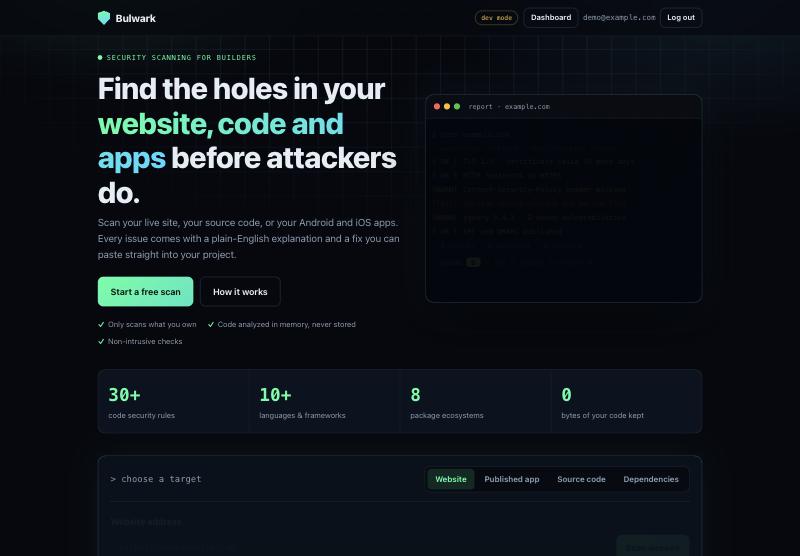 Bulwark
dev mode
Dashboard
demo@example.com
Log out
SECURITY SCANNING FOR BUILDERS
Find the holes in your
website, code and
apps before attackers
do.
Scan your live site, your source code, or your Android and iOS apps.
Every issue comes with a plain-English explanation and a fix you can
paste straight into your project.
Start a free scan
How it works
Only scans what you own
Code analyzed in memory, never stored
Non-intrusive checks
report - example.com
30+
code security rules
10+
languages & frameworks
8
package ecosystems
0
bytes of your code kept
> choose a target
Website
Published app
Source code
Dependencies
Website address